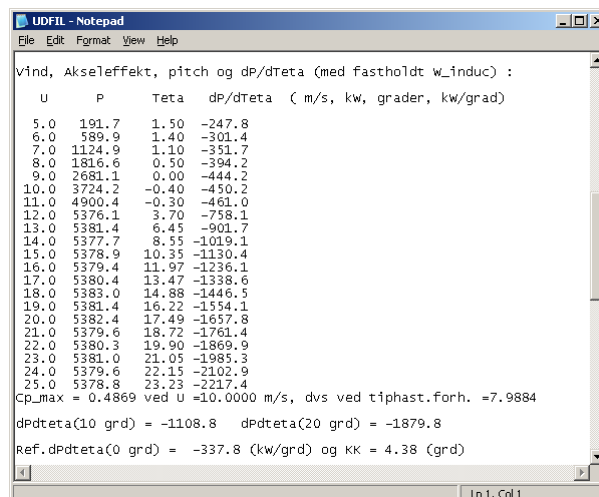 UDFIL - Notepad
File Edit Format View Help
Vind, Akseleffekt, pitch og dP/dTeta (med fastholdt W_induc) :
U P Teta dP/dTeta ( m/s, kW, grader, kW/grad)
5.0 191.7 1.50 -247.8
6.0 589.9 1.40 -301.4
7.0 1124.9 1.10 -351.7
8.0 1816.6 0.50 -394.2
9.0 2681.1 0.00 -444.2
10.0 3724.2 -0.40 -450.2
11.0 4900.4 -0.30 -461.0
12.0 5376.1 3.70 -758.1
13.0 5381.4 6.45 -901.7
14.0 5377.7 8.55 -1019.1
15.0 5378.9 10.35 -1130.4
16.0 5379.4 11.97 -1236.1
17.0 5380.4 13.47 -1338.6
18.0 5383.0 14.88 -1446.5
19.0 5381.4 16.22 -1554.1
20.0 5382.4 17.49 -1657.8
21.0 5379.6 18.72 -1761.4
22.0 5380.3 19.90 -1869.9
23.0 5381.0 21.05 -1985.3
24.0 5379.6 22.15 -2102.9
25.0 5378.8 23.23 -2217.4
Cp_max = 0.4869 ved U =10.0000 m/s, dvs ved tiphast.forh. =7.9884
dPdteta(10 grd) = -1108.8 dPdteta(20 grd) = -1879.8
Ref.dPdteta(0 grd) = -337.8 (kW/grd) og KK = 4.38 (grd)
Ln 1, Col 1